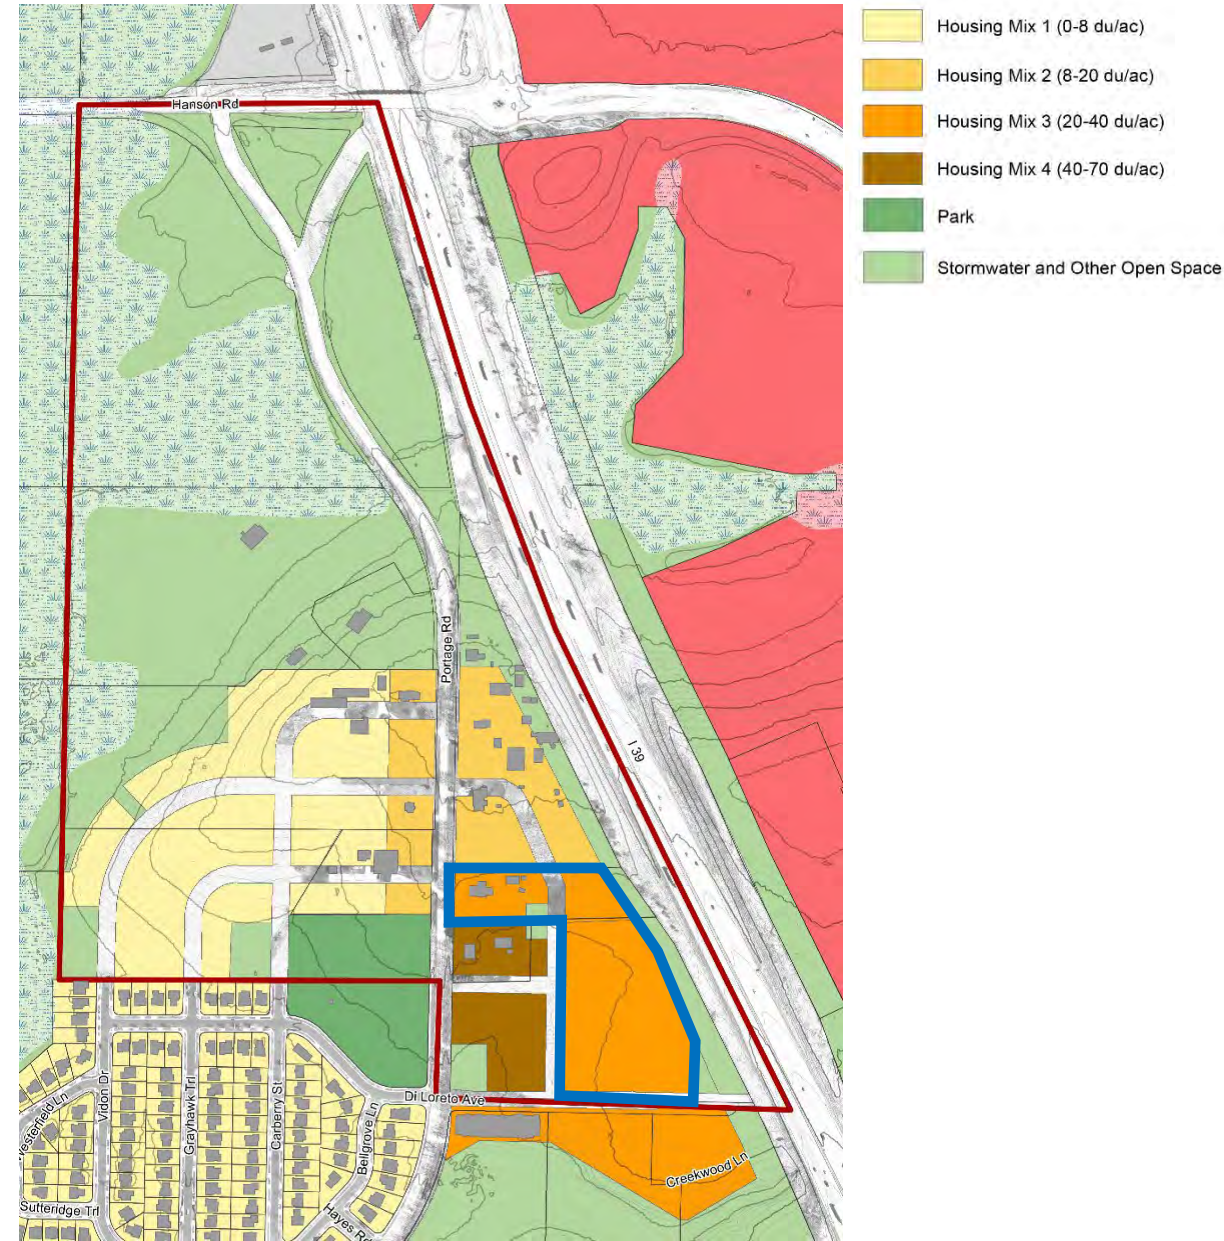 Housing Mix 1 (0-8 du/ac)
Housing Mix 2 (8-20 du/ac)
Housing Mix 3 (20-40 du/ac)
Housing Mix 4 (40-70 du/ac)
Park
Stormwater and Other Open Space
Hanson Rd
Portage Rd
I 39
Di Loreto Ave
Vidon Dr
Grayhawk Trl
Carberry St
Bellgrove Ln
Creekwood Ln
Sutteridge Trl
Hayes Rd